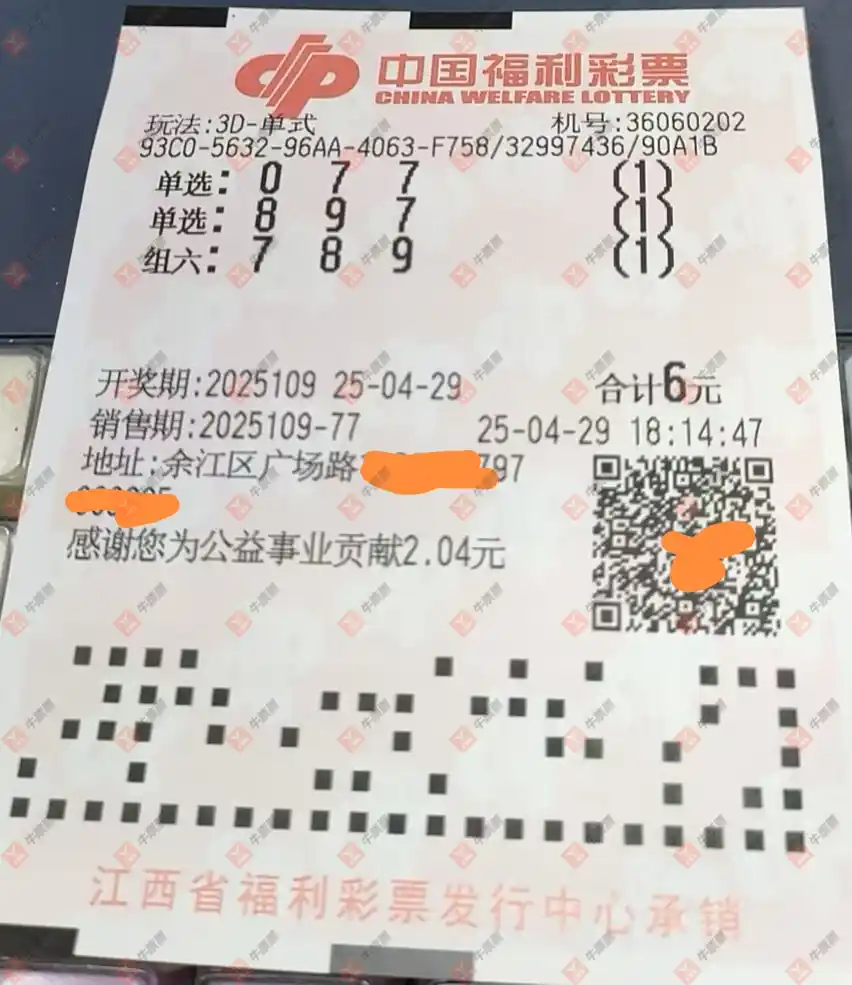 中国福利彩票
CHINA WELFARE LOTTERY
玩法:3D-单式 机号:36060202
93C0-5632-96AA-4063-F758/32997436/90A1B
单选: 0 7 7 (1)
单选: 8 9 7 (1)
组六: 7 8 9 (1)
开奖期:2025109 25-04-29 合计6元
销售期:2025109-77 25-04-29 18:14:47
地址:余江区广场路 797
感谢您为公益事业贡献2.04元
江西省福利彩票发行中心承销